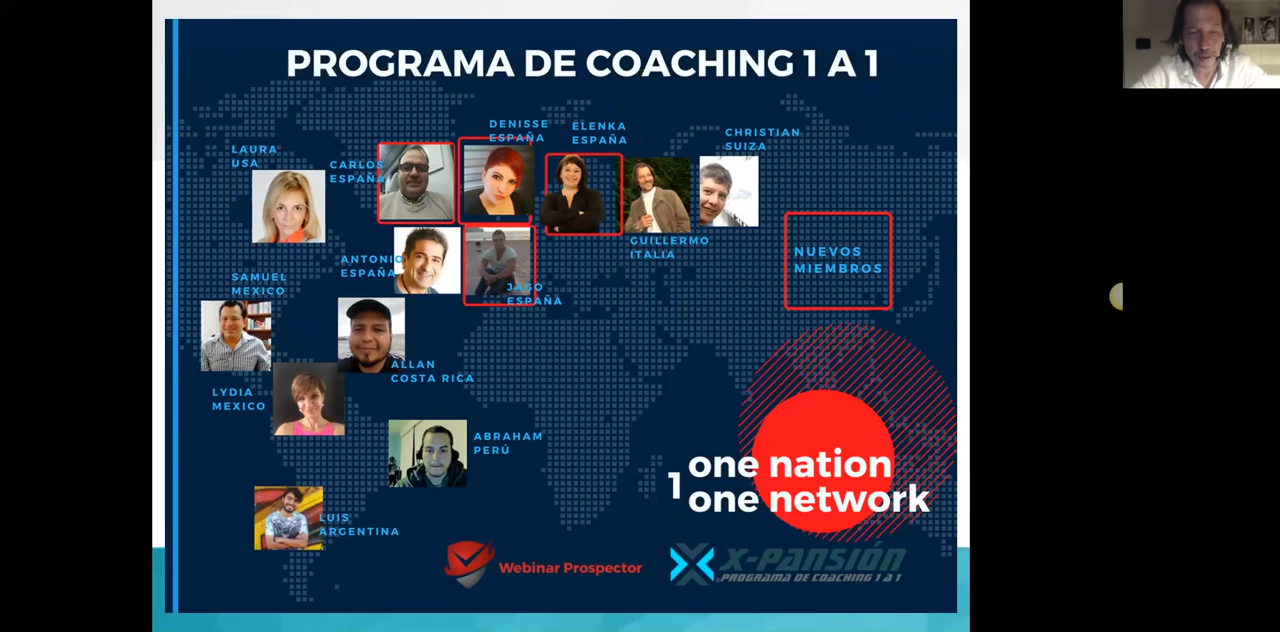 PROGRAMA DE COACHING 1 A 1
DENISSE
ESPAÑA
ELENKA
ESPAÑA
CHRISTIAN
SUIZA
LAURA
USA
CARLOS
ESPAÑA
GUILLERMO
ITALIA
NUEVOS
MIEMBROS
ANTONIO
ESPAÑA
SAMUEL
MEXICO
JAGO
ESPAÑA
ALLAN
COSTA RICA
LYDIA
MEXICO
ABRAHAM
PERÚ
1 one nation
one network
LUIS
ARGENTINA
Webinar Prospector
X-PANSIÓN
PROGRAMA DE COACHING 1 A 1